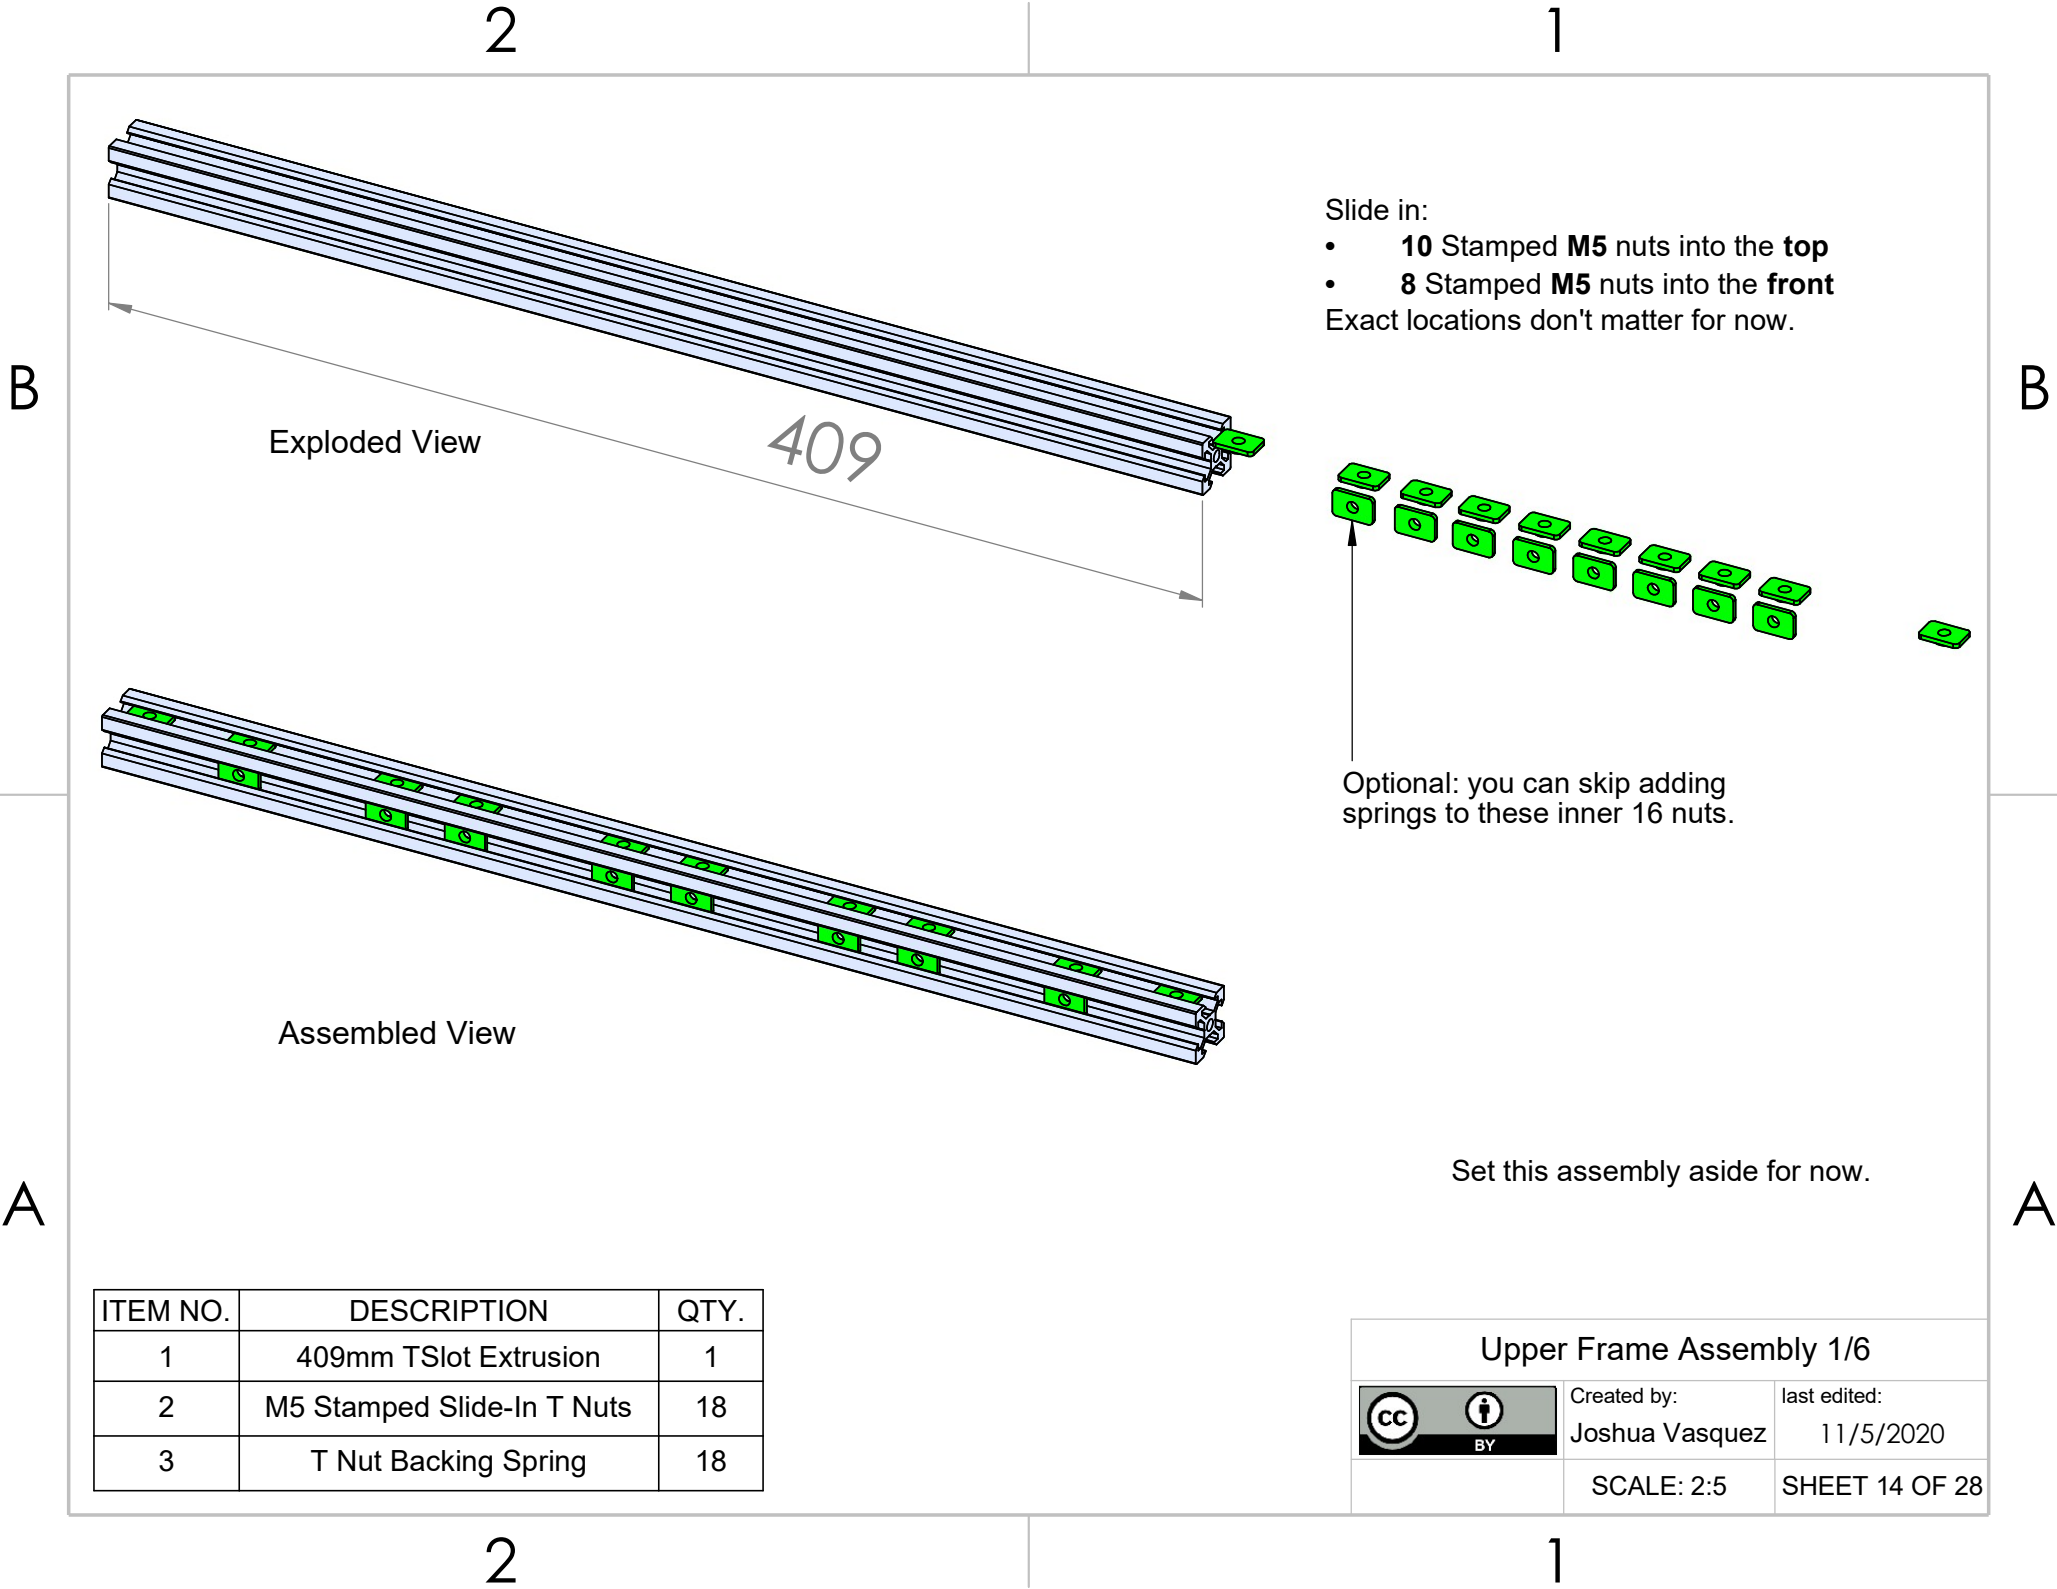 2 1
Slide in:
• 10 Stamped M5 nuts into the top
• 8 Stamped M5 nuts into the front
Exact locations don't matter for now.
B B
Exploded View
409
Optional: you can skip adding
springs to these inner 16 nuts.
Assembled View
Set this assembly aside for now.
A A
ITEM NO. DESCRIPTION QTY.
1 409mm TSlot Extrusion 1
2 M5 Stamped Slide-In T Nuts 18
3 T Nut Backing Spring 18
Upper Frame Assembly 1/6
cc BY
Created by:
Joshua Vasquez
last edited:
11/5/2020
SCALE: 2:5
SHEET 14 OF 28
2 1